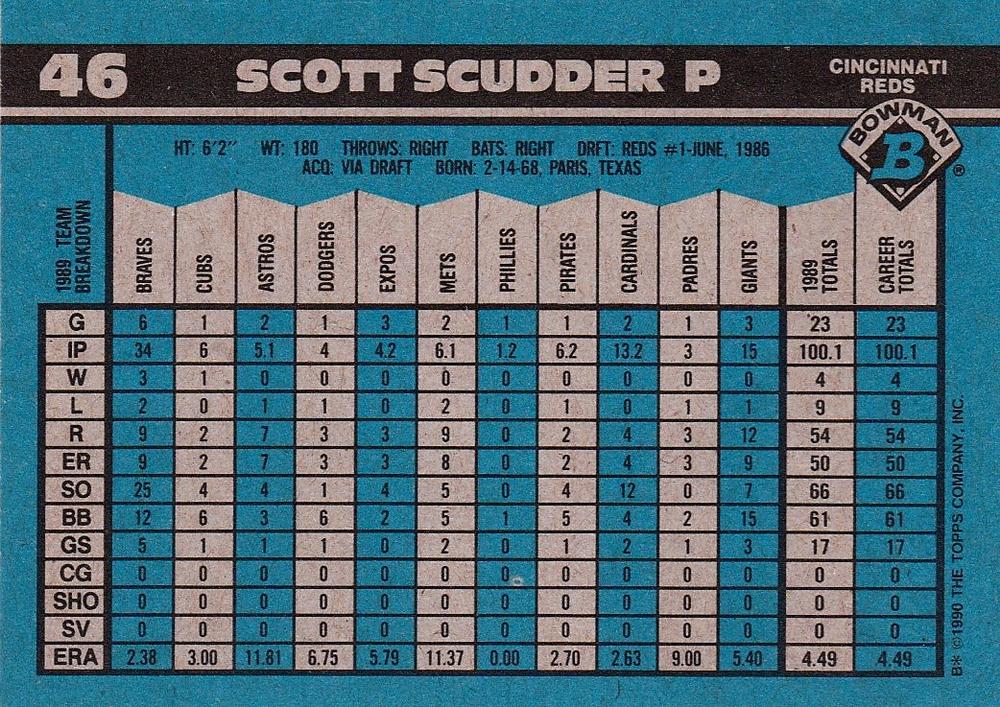 46 SCOTT SCUDDER P CINCINNATI REDS
BOWMAN B ®
HT: 6'2" WT: 180 THROWS: RIGHT BATS: RIGHT DRFT: REDS #1-JUNE, 1986
ACQ: VIA DRAFT BORN: 2-14-68, PARIS, TEXAS
1989 TEAM BREAKDOWN BRAVES CUBS ASTROS DODGERS EXPOS METS PHILLIES PIRATES CARDINALS PADRES GIANTS 1989 TOTALS CAREER TOTALS
G 6 1 2 1 3 2 1 1 2 1 3 23 23
IP 34 6 5.1 4 4.2 6.1 1.2 6.2 13.2 3 15 100.1 100.1
W 3 1 0 0 0 0 0 0 0 0 0 4 4
L 2 0 1 1 0 2 0 1 0 1 1 9 9
R 9 2 7 3 3 9 0 2 4 3 12 54 54
ER 9 2 7 3 3 8 0 2 4 3 9 50 50
SO 25 4 4 1 4 5 0 4 12 0 7 66 66
BB 12 6 3 6 2 5 1 5 4 2 15 61 61
GS 5 1 1 1 0 2 0 1 2 1 3 17 17
CG 0 0 0 0 0 0 0 0 0 0 0 0 0
SHO 0 0 0 0 0 0 0 0 0 0 0 0 0
SV 0 0 0 0 0 0 0 0 0 0 0 0 0
ERA 2.38 3.00 11.81 6.75 5.79 11.37 0.00 2.70 2.63 9.00 5.40 4.49 4.49
B* ©1990 THE TOPPS COMPANY, INC.